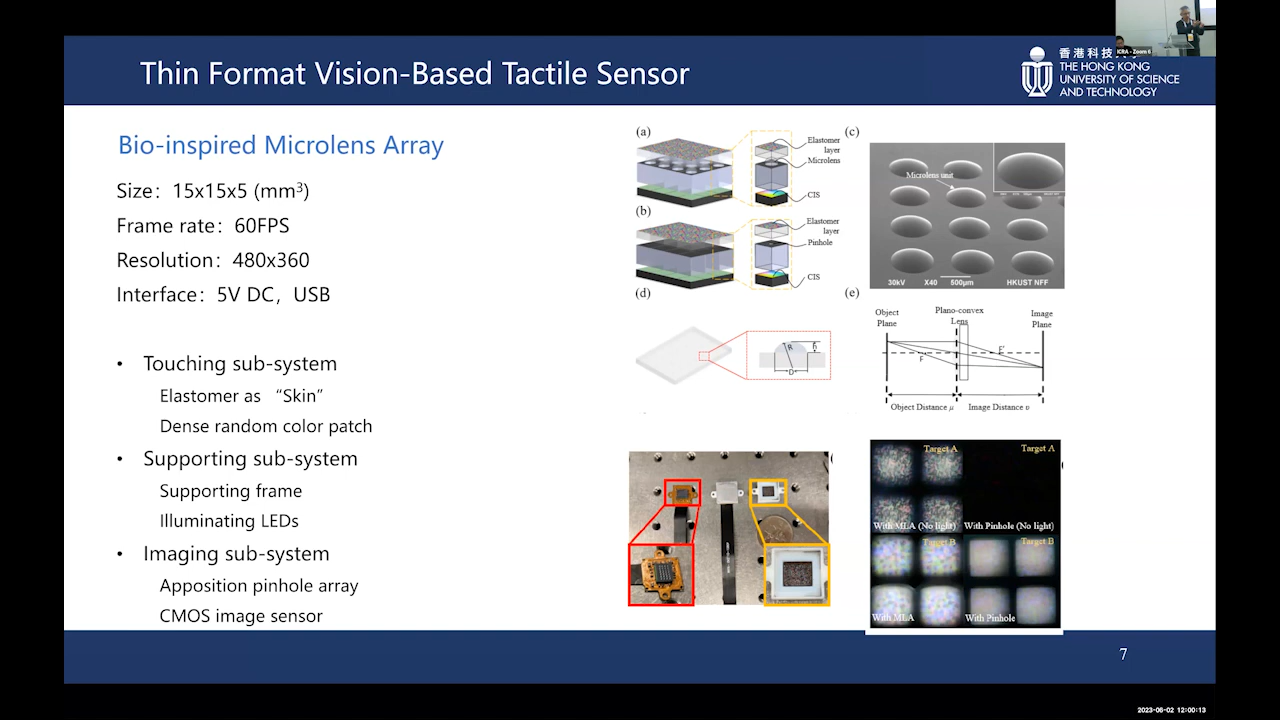 Thin Format Vision-Based Tactile Sensor
香港科技大
THE HONG KONG
UNIVERSITY OF SCIENCE
AND TECHNOLOGY
ICRA - Zoom 6
Bio-inspired Microlens Array
Size：15x15x5 (mm³)
Frame rate：60FPS
Resolution：480x360
Interface：5V DC，USB
• Touching sub-system
Elastomer as “Skin”
Dense random color patch
• Supporting sub-system
Supporting frame
Illuminating LEDs
• Imaging sub-system
Apposition pinhole array
CMOS image sensor
(a)
Elastomer
layer
Microlens
CIS
(b)
Elastomer
layer
Pinhole
CIS
(c)
Microlens unit
30kV X40 500μm HKUST NFF
(d)
R
h
D
(e)
Object
Plane
Plano-convex
Lens
Image
Plane
F
F'
Object Distance μ
Image Distance υ
Target A
Target A
With MLA (No light)
With Pinhole (No light)
Target B
Target B
With MLA
With Pinhole
7
2023-06-02 12:00:13